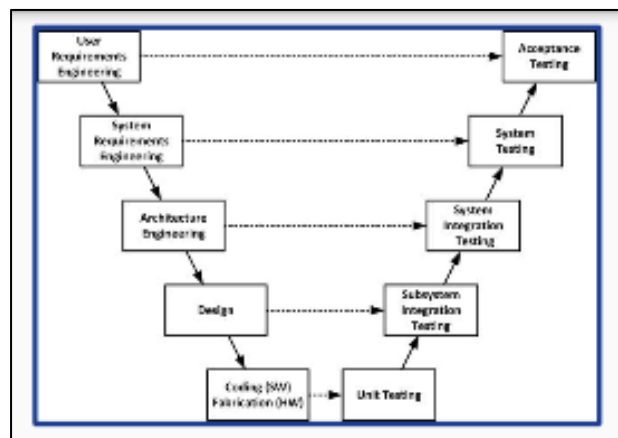 User
Requirements
Engineering
Acceptance
Testing
System
Requirements
Engineering
System
Testing
Architecture
Engineering
System
Integration
Testing
Design
Subsystem
Integration
Testing
Coding (SW)
Fabrication (HW)
Unit Testing